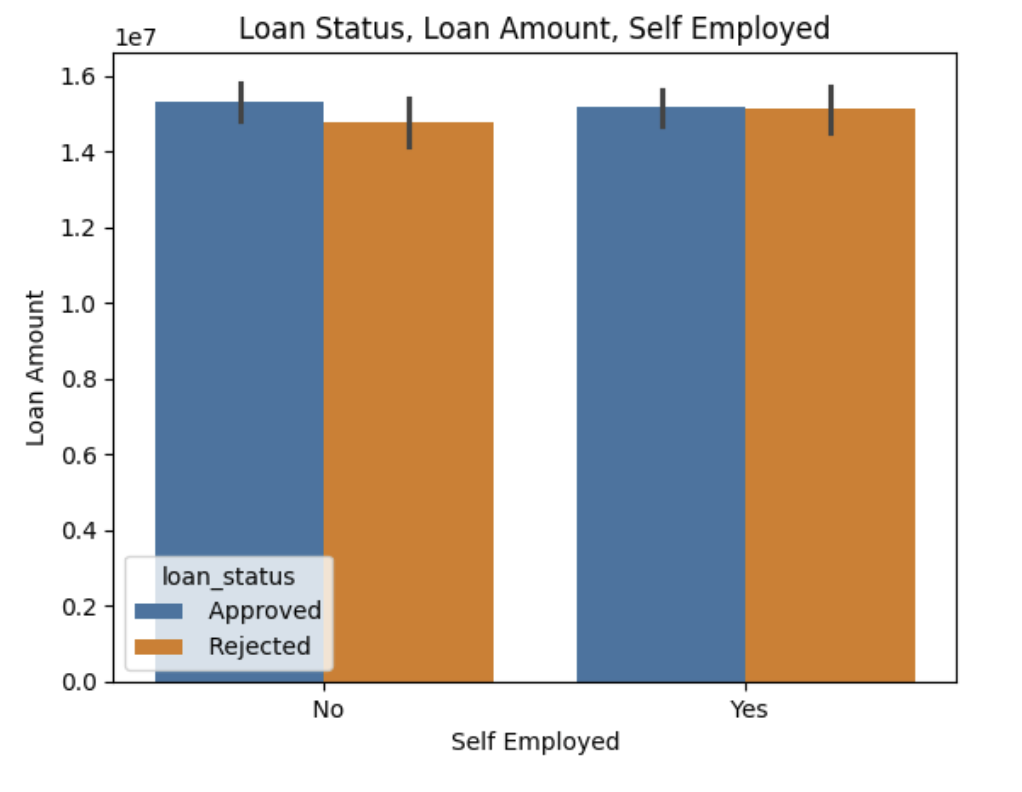 Loan Status, Loan Amount, Self Employed
1e7
1.6
1.4
1.2
1.0
0.8
0.6
0.4
0.2
0.0
Loan Amount
loan_status
Approved
Rejected
No
Yes
Self Employed